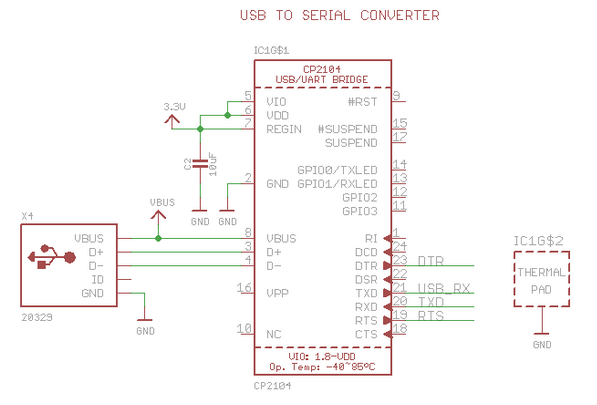 USB TO SERIAL CONVERTER
IC1G$1
CP2104
USB/UART BRIDGE
5 VIO #RST 9
6 VDD
3.3V
7 REGIN #SUSPEND 15
SUSPEND 17
C2 10uF
GPIO0/TXLED 14
2 GND GPIO1/RXLED 13
GPIO2 12
GPIO3 11
GND GND
VBUS
X4
VBUS 8 VBUS RI 1
D+ 3 D+ DCD 24
D- 4 D- DTR 23 DTR
ID DSR 22
GND 16 VPP TXD 21 USB_RX
RXD 20 TXD
20329 RTS 19 RTS
GND 10 NC CTS 18
IC1G$2
THERMAL
PAD
GND
VIO: 1.8-VDD
Op. Temp: -40~85ºC
CP2104